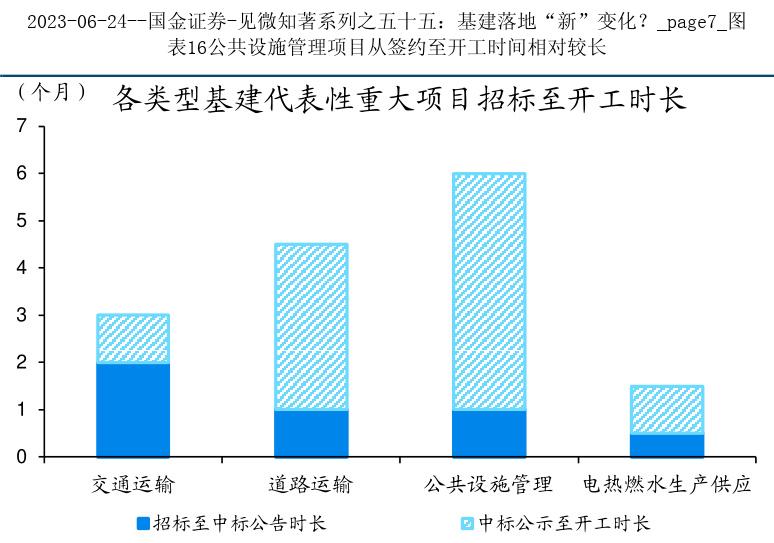 2023-06-24--国金证券-见微知著系列之五十五：基建落地“新”变化？_page7_图
表16公共设施管理项目从签约至开工时间相对较长
（个月）
各类型基建代表性重大项目招标至开工时长
7
6
5
4
3
2
1
0
交通运输 道路运输 公共设施管理 电热燃水生产供应
招标至中标公告时长 中标公示至开工时长